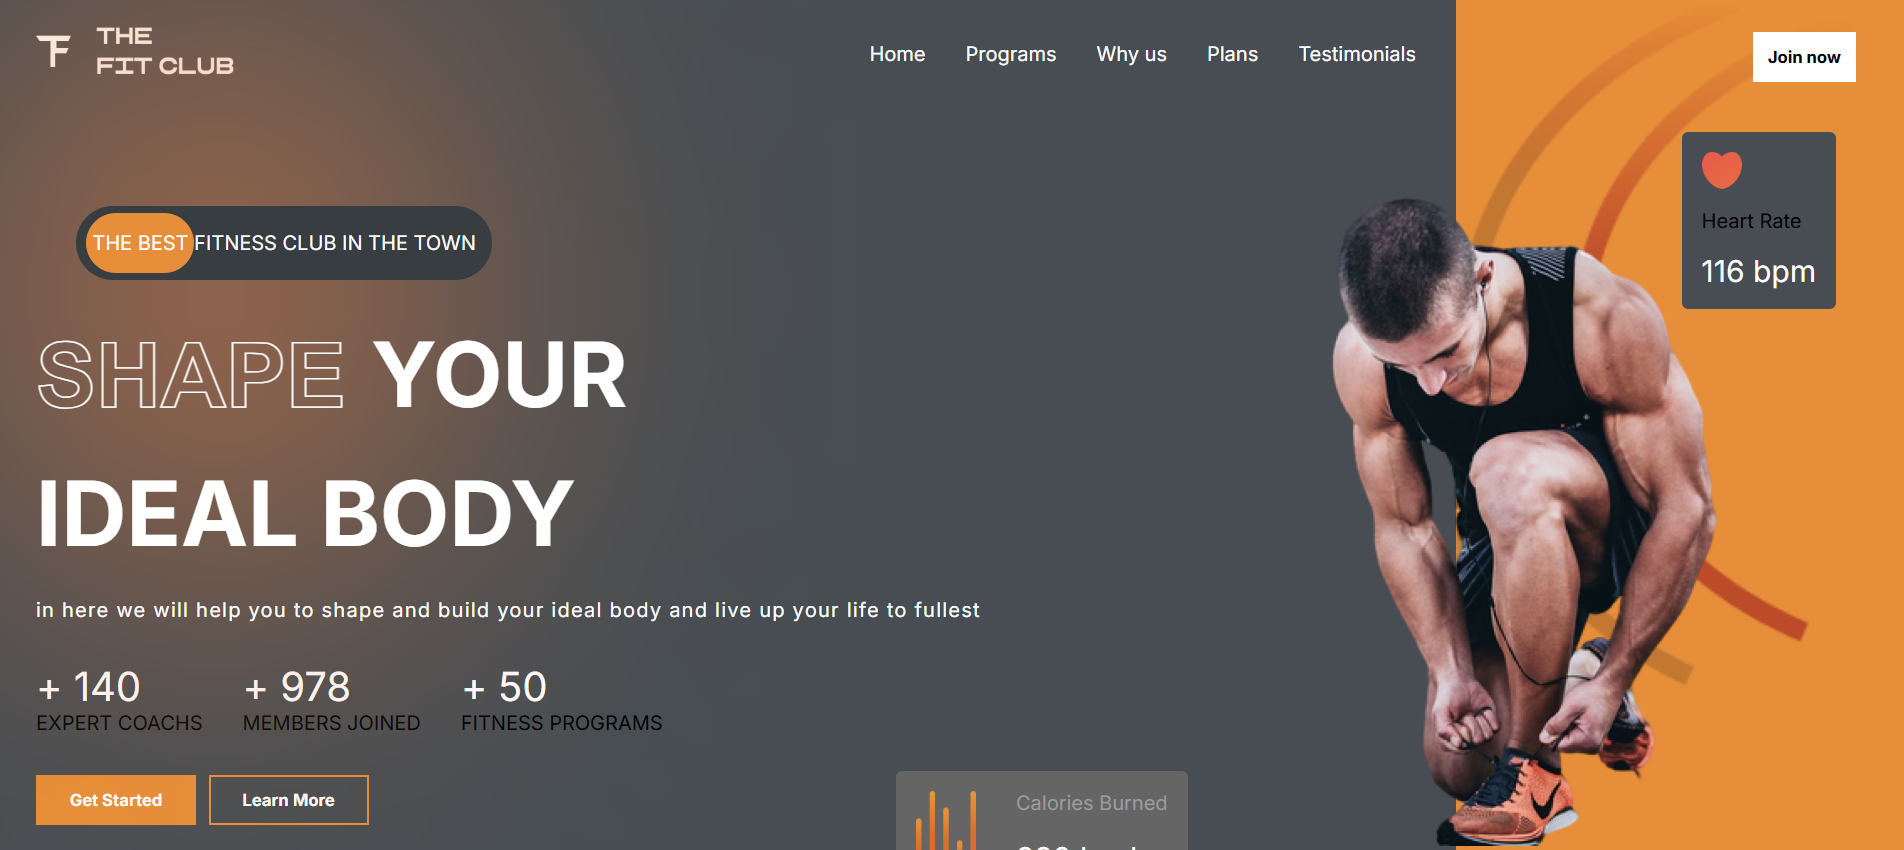 THE
FIT CLUB
Home Programs Why us Plans Testimonials
Join now
Heart Rate
116 bpm
THE BEST FITNESS CLUB IN THE TOWN
SHAPE YOUR
IDEAL BODY
in here we will help you to shape and build your ideal body and live up your life to fullest
+ 140 + 978 + 50
EXPERT COACHS MEMBERS JOINED FITNESS PROGRAMS
Get Started Learn More
Calories Burned